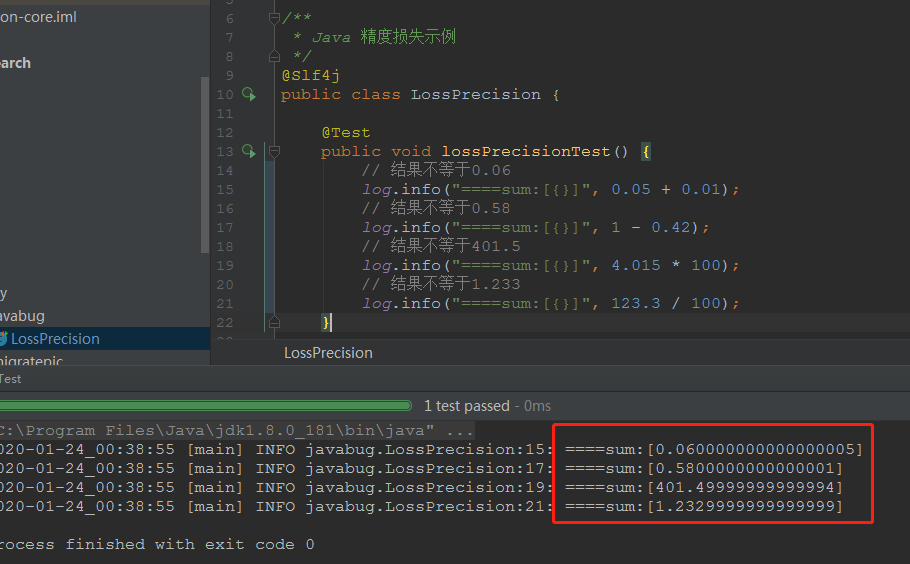 on-core.iml
earch
y
avabug
LossPrecision
migratepic
6 /**
7 * Java 精度损失示例
8 */
9 @Slf4j
10 public class LossPrecision {
11
12 @Test
13 public void lossPrecisionTest() {
14 // 结果不等于0.06
15 log.info("====sum:[{}]", 0.05 + 0.01);
16 // 结果不等于0.58
17 log.info("====sum:[{}]", 1 - 0.42);
18 // 结果不等于401.5
19 log.info("====sum:[{}]", 4.015 * 100);
20 // 结果不等于1.233
21 log.info("====sum:[{}]", 123.3 / 100);
22 }
LossPrecision
Test
1 test passed - 0ms
C:\Program Files\Java\jdk1.8.0_181\bin\java" ...
020-01-24_00:38:55 [main] INFO javabug.LossPrecision:15: ====sum:[0.060000000000000005]
020-01-24_00:38:55 [main] INFO javabug.LossPrecision:17: ====sum:[0.5800000000000001]
020-01-24_00:38:55 [main] INFO javabug.LossPrecision:19: ====sum:[401.49999999999994]
020-01-24_00:38:55 [main] INFO javabug.LossPrecision:21: ====sum:[1.2329999999999999]
rocess finished with exit code 0